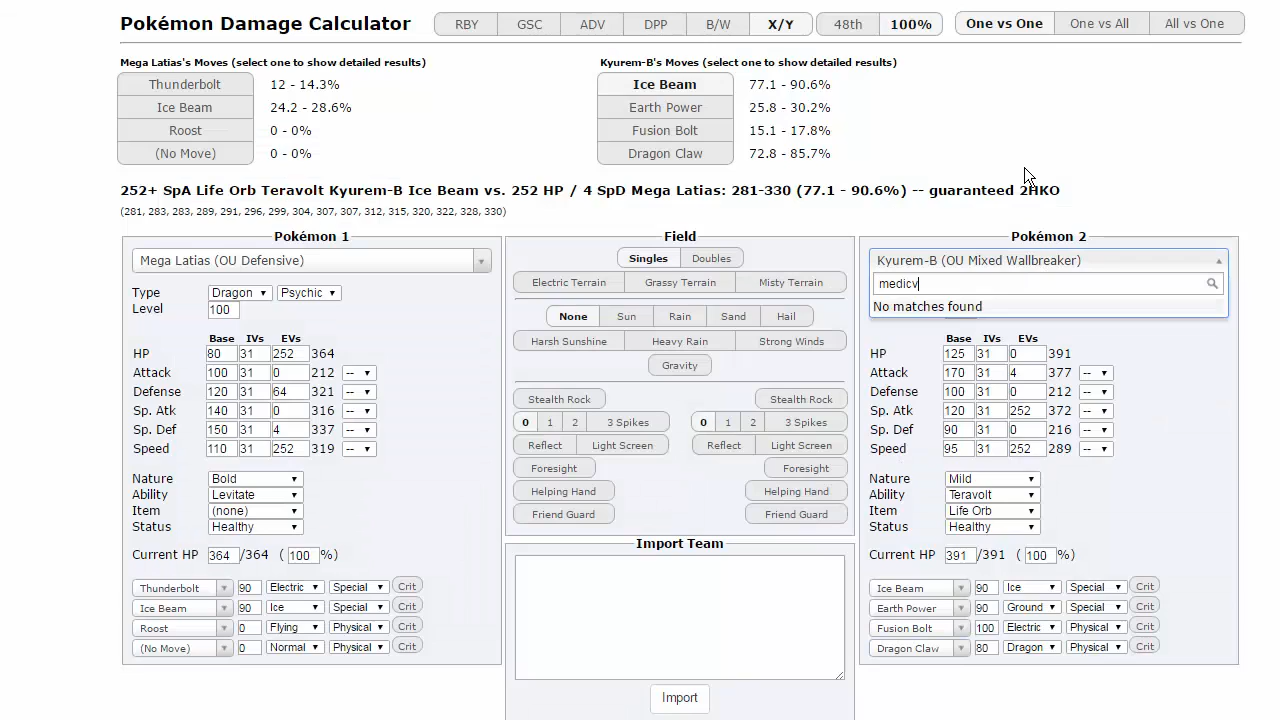 Pokémon Damage Calculator RBY GSC ADV DPP B/W X/Y 48th 100% One vs One One vs All All vs One
Mega Latias's Moves (select one to show detailed results) Kyurem-B's Moves (select one to show detailed results)
Thunderbolt 12 - 14.3% Ice Beam 77.1 - 90.6%
Ice Beam 24.2 - 28.6% Earth Power 25.8 - 30.2%
Roost 0 - 0% Fusion Bolt 15.1 - 17.8%
(No Move) 0 - 0% Dragon Claw 72.8 - 85.7%
252+ SpA Life Orb Teravolt Kyurem-B Ice Beam vs. 252 HP / 4 SpD Mega Latias: 281-330 (77.1 - 90.6%) -- guaranteed 2HKO
(281, 283, 283, 289, 291, 296, 299, 304, 307, 307, 312, 315, 320, 322, 328, 330)
Pokémon 1
Mega Latias (OU Defensive)
Type Dragon Psychic
Level 100
Base IVs EVs
HP 80 31 252 364
Attack 100 31 0 212 --
Defense 120 31 64 321 --
Sp. Atk 140 31 0 316 --
Sp. Def 150 31 4 337 --
Speed 110 31 252 319 --
Nature Bold
Ability Levitate
Item (none)
Status Healthy
Current HP 364 /364 ( 100 %)
Thunderbolt 90 Electric Special Crit
Ice Beam 90 Ice Special Crit
Roost 0 Flying Physical Crit
(No Move) 0 Normal Physical Crit
Field
Singles Doubles
Electric Terrain Grassy Terrain Misty Terrain
None Sun Rain Sand Hail
Harsh Sunshine Heavy Rain Strong Winds
Gravity
Stealth Rock Stealth Rock
0 1 2 3 Spikes 0 1 2 3 Spikes
Reflect Light Screen Reflect Light Screen
Foresight Foresight
Helping Hand Helping Hand
Friend Guard Friend Guard
Import Team
Import
Pokémon 2
Kyurem-B (OU Mixed Wallbreaker)
medicv
No matches found
Base IVs EVs
HP 125 31 0 391
Attack 170 31 4 377 --
Defense 100 31 0 212 --
Sp. Atk 120 31 252 372 --
Sp. Def 90 31 0 216 --
Speed 95 31 252 289 --
Nature Mild
Ability Teravolt
Item Life Orb
Status Healthy
Current HP 391 /391 ( 100 %)
Ice Beam 90 Ice Special Crit
Earth Power 90 Ground Special Crit
Fusion Bolt 100 Electric Physical Crit
Dragon Claw 80 Dragon Physical Crit